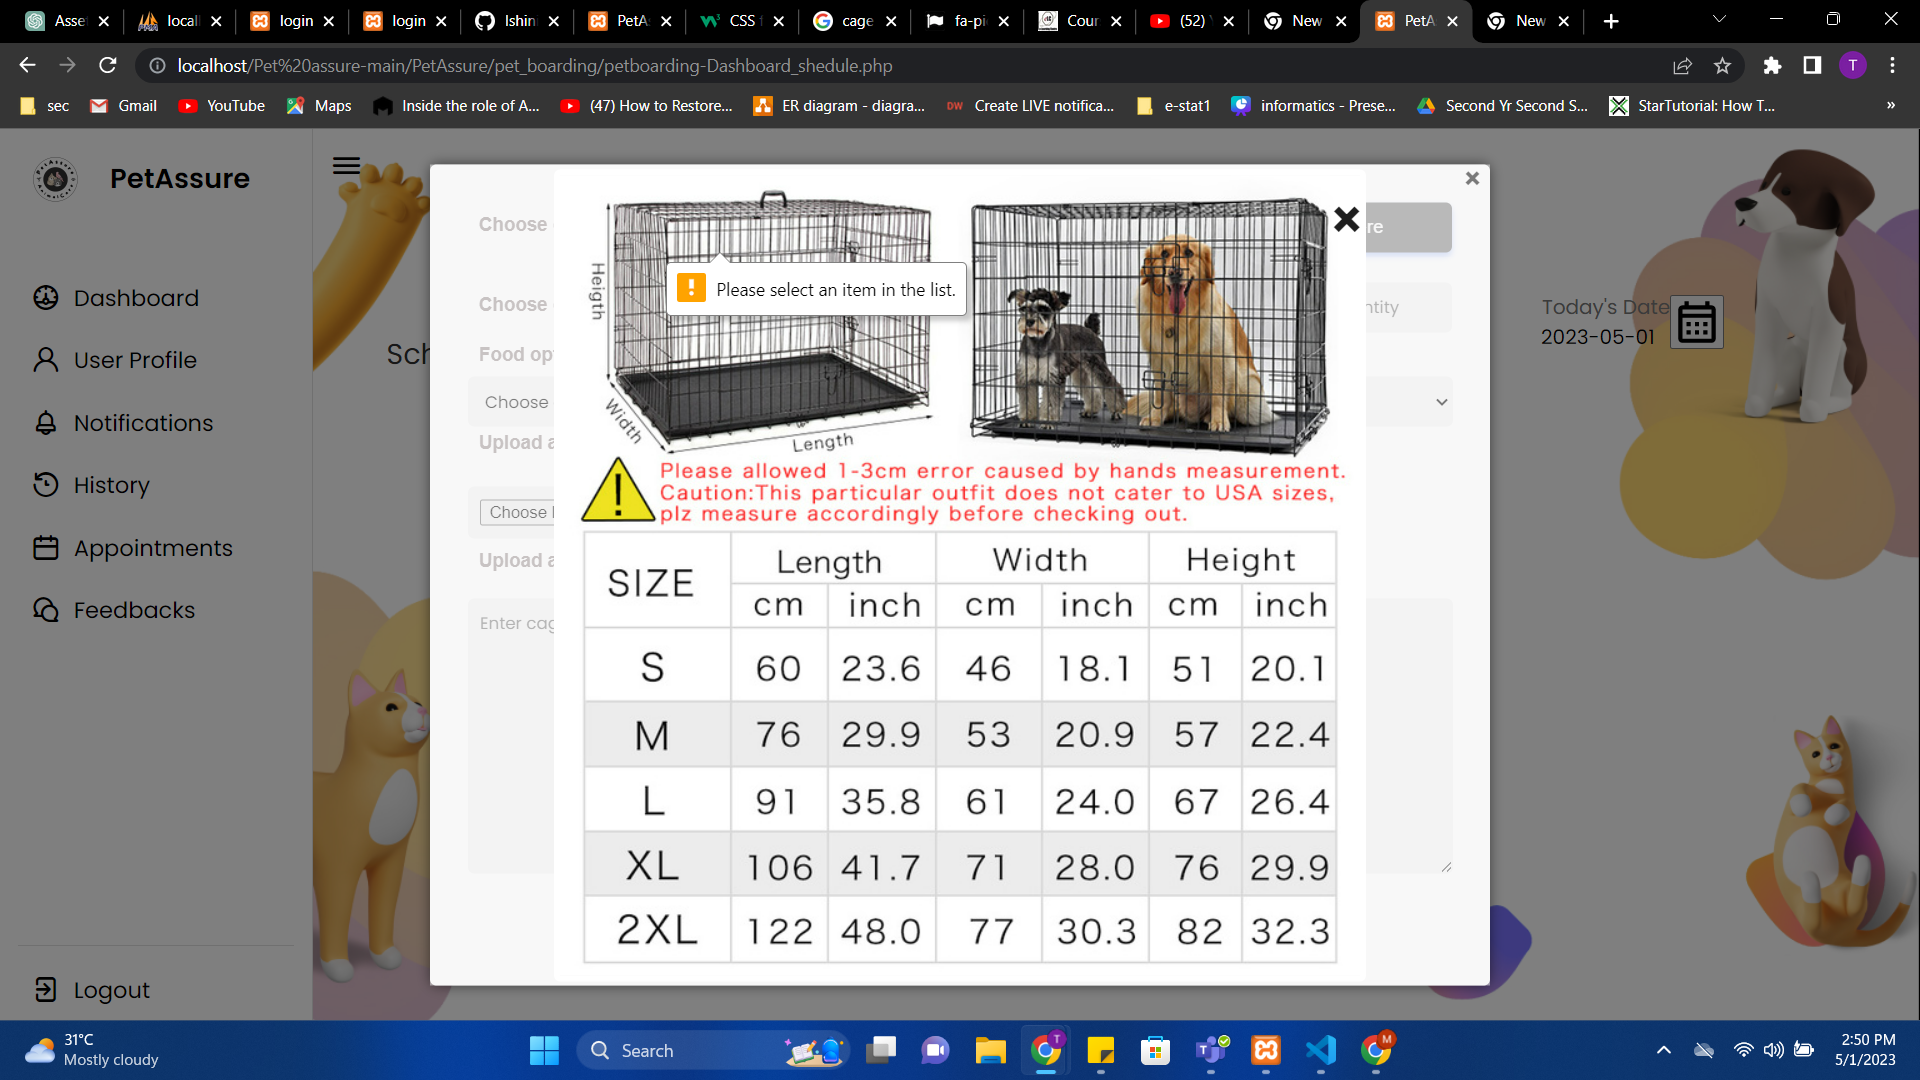 Asse
locall
login
login
Ishin
PetA
CSS
cage
fa-pi
Cour
(52)
New
PetA
New
localhost/Pet%20assure-main/PetAssure/pet_boarding/petboarding-Dashboard_shedule.php
T
sec
Gmail
YouTube
Maps
Inside the role of A...
(47) How to Restore...
ER diagram - diagra...
DW Create LIVE notifica...
e-stat1
informatics - Prese...
Second Yr Second S...
StarTutorial: How T...
»
PetAssure
Dashboard
User Profile
Notifications
History
Appointments
Feedbacks
Logout
Sch
Today's Date
2023-05-01
Choose
re
Choose
ntity
Food op
Choose
Upload a
Choose
Upload a
Enter cag
Heigth
Width
Length
Please select an item in the list.
Please allowed 1-3cm error caused by hands measurement.
Caution:This particular outfit does not cater to USA sizes,
plz measure accordingly before checking out.
SIZE Length Width Height
cm inch cm inch cm inch
S 60 23.6 46 18.1 51 20.1
M 76 29.9 53 20.9 57 22.4
L 91 35.8 61 24.0 67 26.4
XL 106 41.7 71 28.0 76 29.9
2XL 122 48.0 77 30.3 82 32.3
31°C
Mostly cloudy
Search
T
M
2:50 PM
5/1/2023